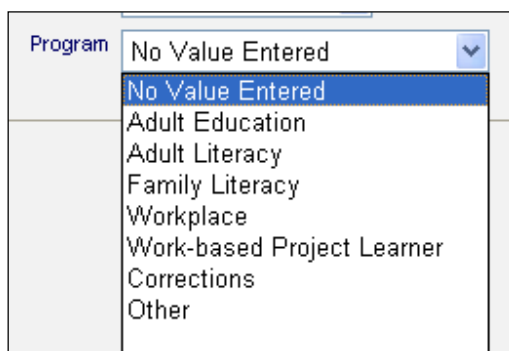 Program No Value Entered
No Value Entered
Adult Education
Adult Literacy
Family Literacy
Workplace
Work-based Project Learner
Corrections
Other